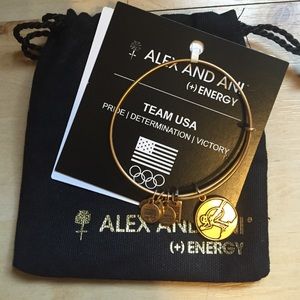 ALEX AND ANI
(+) ENERGY
TEAM USA
PRIDE | DETERMINATION | VICTORY
ALEX AND ANI
(+) ENERGY